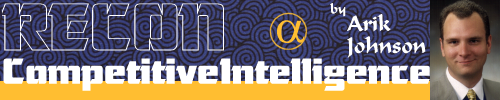 RECON @ by Arik
Johnson
CompetitiveIntelligence